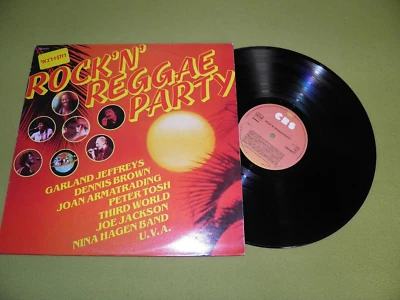 ROCK'N'
REGGAE
PARTY
GARLAND JEFFREYS
DENNIS BROWN
JOAN ARMATRADING
PETER TOSH
THIRD WORLD
JOE JACKSON
NINA HAGEN BAND
U.V.A.
CBS